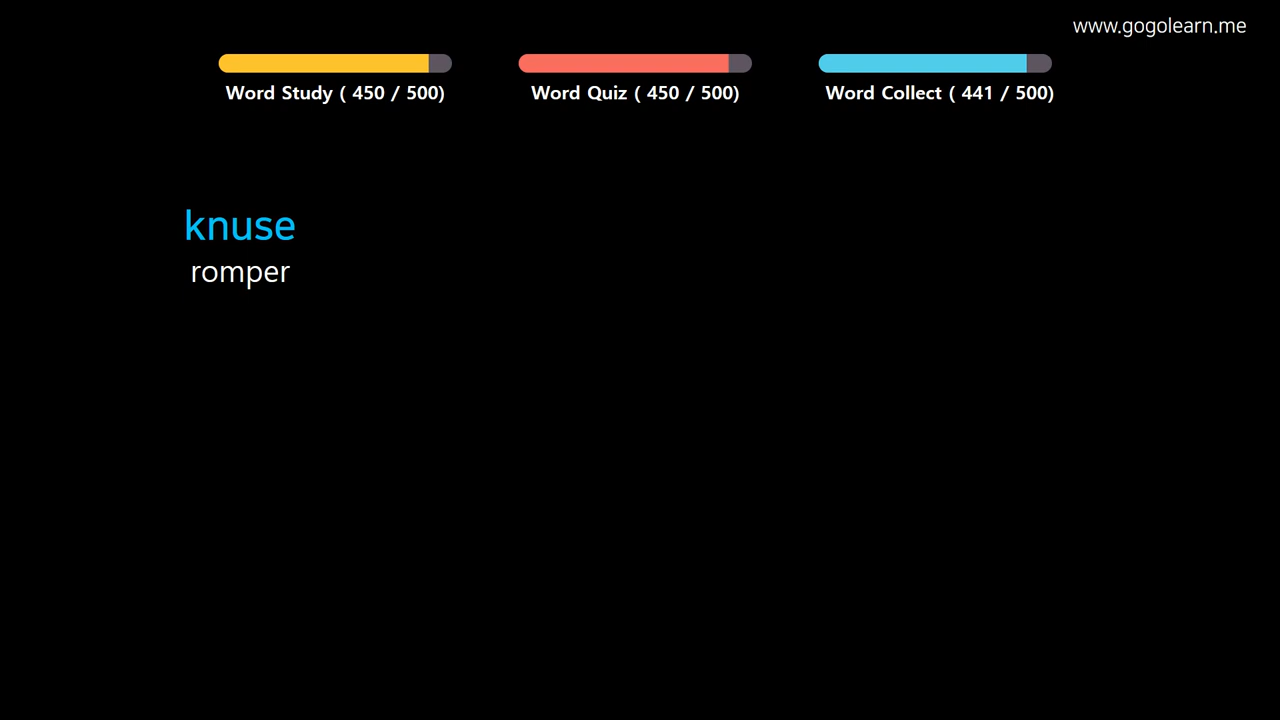 www.gogolearn.me
Word Study ( 450 / 500)
Word Quiz ( 450 / 500)
Word Collect ( 441 / 500)
knuse
romper